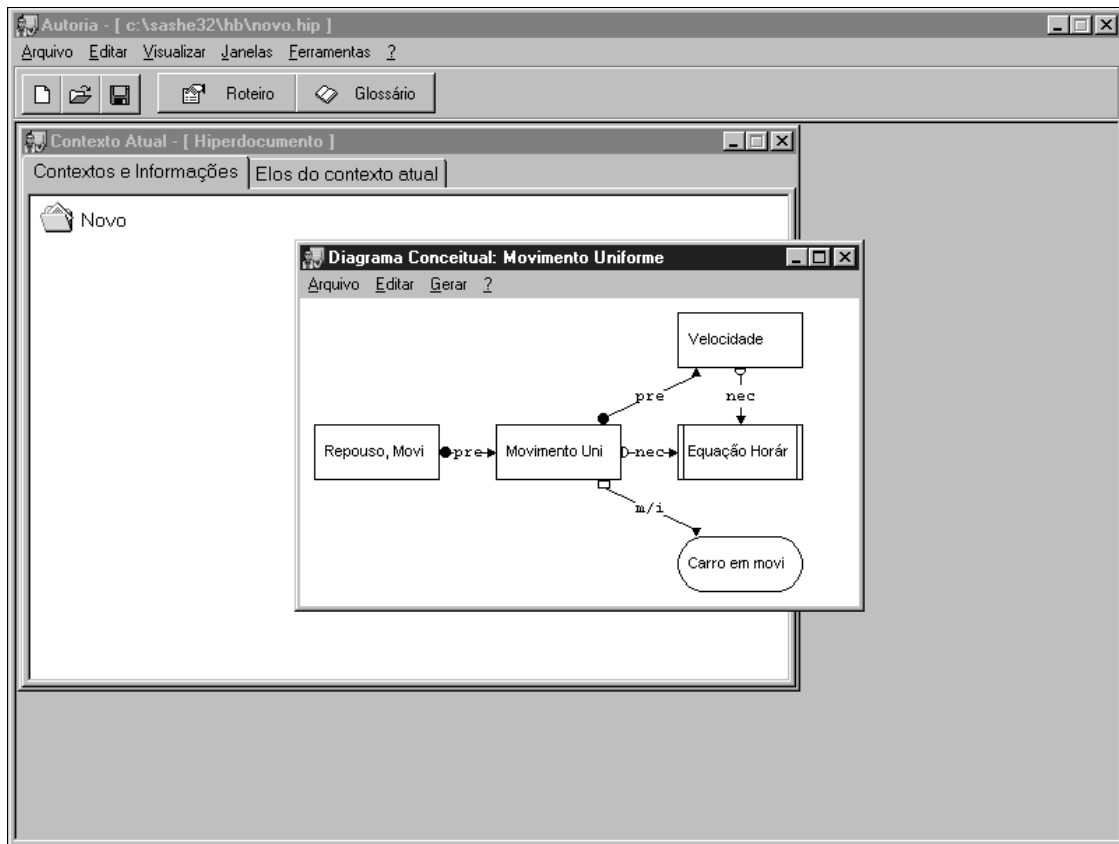 Autoria - [ c:\sashe32\hb\novo.hip ]
Arquivo Editar Visualizar Janelas Ferramentas ?
Roteiro Glossário
Contexto Atual - [ Hiperdocumento ]
Contextos e Informações Elos do contexto atual
Novo
Diagrama Conceitual: Movimento Uniforme
Arquivo Editar Gerar ?
Velocidade
pre nec
Repouso, Movi pre Movimento Uni nec Equação Horár
m/i
Carro em movi